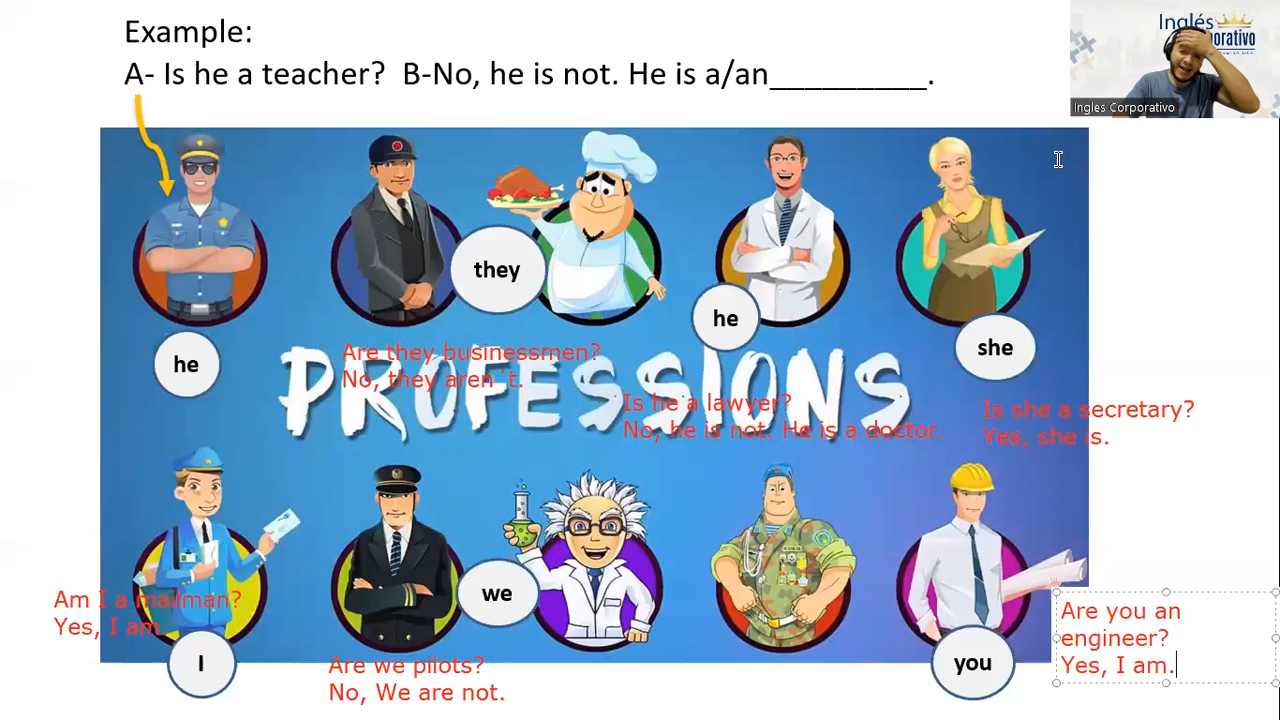 Example:
A- Is he a teacher?  B-No, he is not. He is a/an_________.
Inglés
Corporativo
Ingles Corporativo
they
he
he
she
Are they businessmen?
No, they aren´t.
PROFESSIONS
Is he a lawyer?
No, he is not. He is a doctor.
Is she a secretary?
Yes, she is.
we
Am I a mailman?
Yes, I am.
I
Are we pilots?
No, We are not.
you
Are you an
engineer?
Yes, I am.